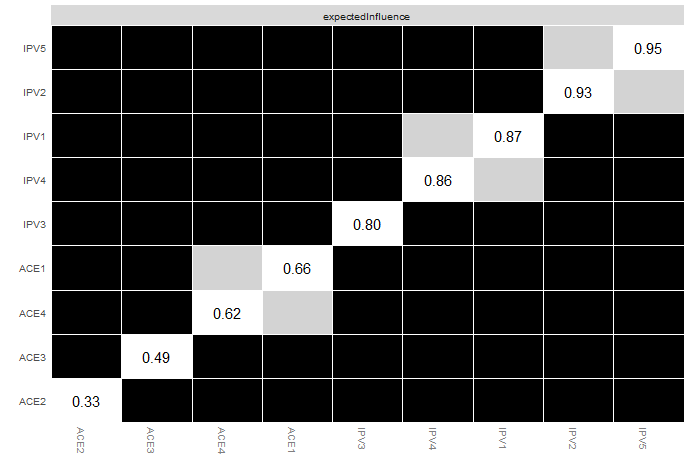 expectedInfluence
IPV5 0.95
IPV2 0.93
IPV1 0.87
IPV4 0.86
IPV3 0.80
ACE1 0.66
ACE4 0.62
ACE3 0.49
ACE2 0.33
ACE2 ACE3 ACE4 ACE1 IPV3 IPV4 IPV1 IPV2 IPV5